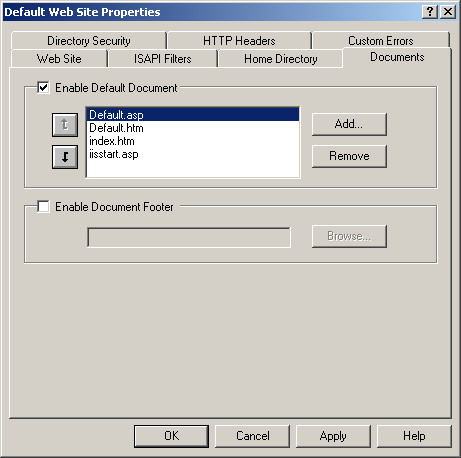 Default Web Site Properties
Directory Security HTTP Headers Custom Errors
Web Site ISAPI Filters Home Directory Documents
Enable Default Document
Default.asp
Default.htm
index.htm
iisstart.asp
Add...
Remove
Enable Document Footer
Browse...
OK Cancel Apply Help